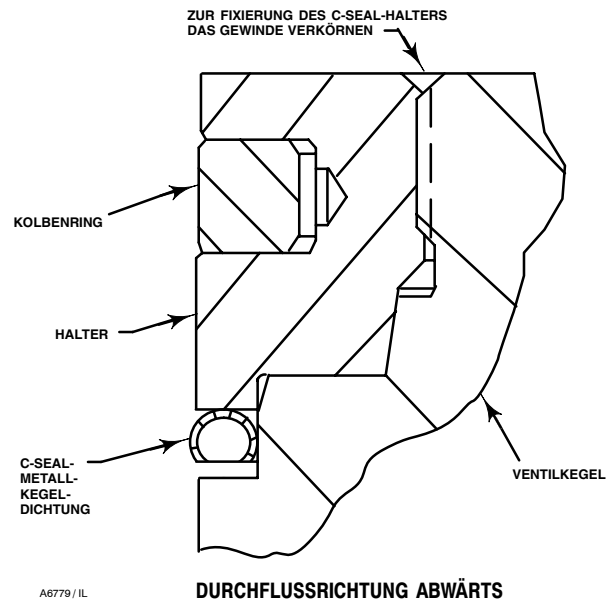 ZUR FIXIERUNG DES C-SEAL-HALTERS
DAS GEWINDE VERKÖRNEN
KOLBENRING
HALTER
C-SEAL-
METALL-
KEGEL-
DICHTUNG
VENTILKEGEL
A6779 / IL
DURCHFLUSSRICHTUNG ABWÄRTS